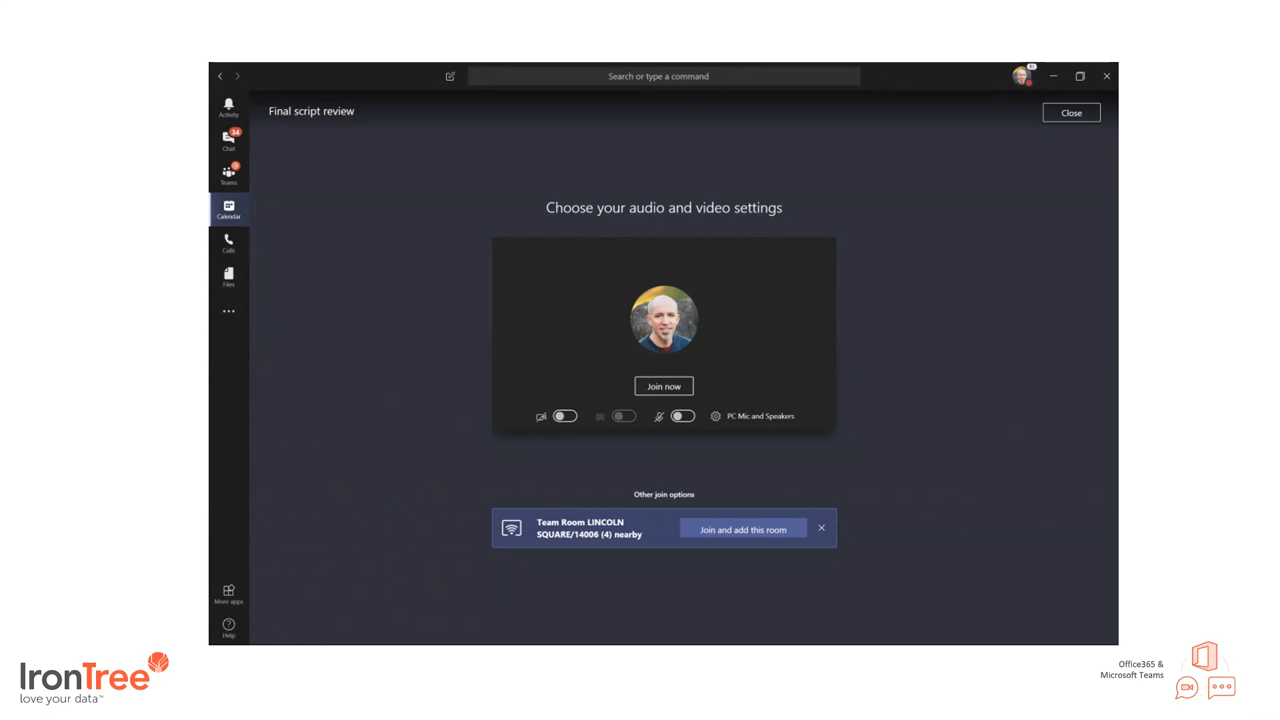 Search or type a command
Final script review
Close
Activity
34
Chat
Teams
Calendar
Calls
Files
Choose your audio and video settings
Join now
PC Mic and Speakers
Other join options
Team Room LINCOLN
SQUARE/14006 (4) nearby
Join and add this room
More apps
Help
IronTree
love your data™
Office365 &
Microsoft Teams